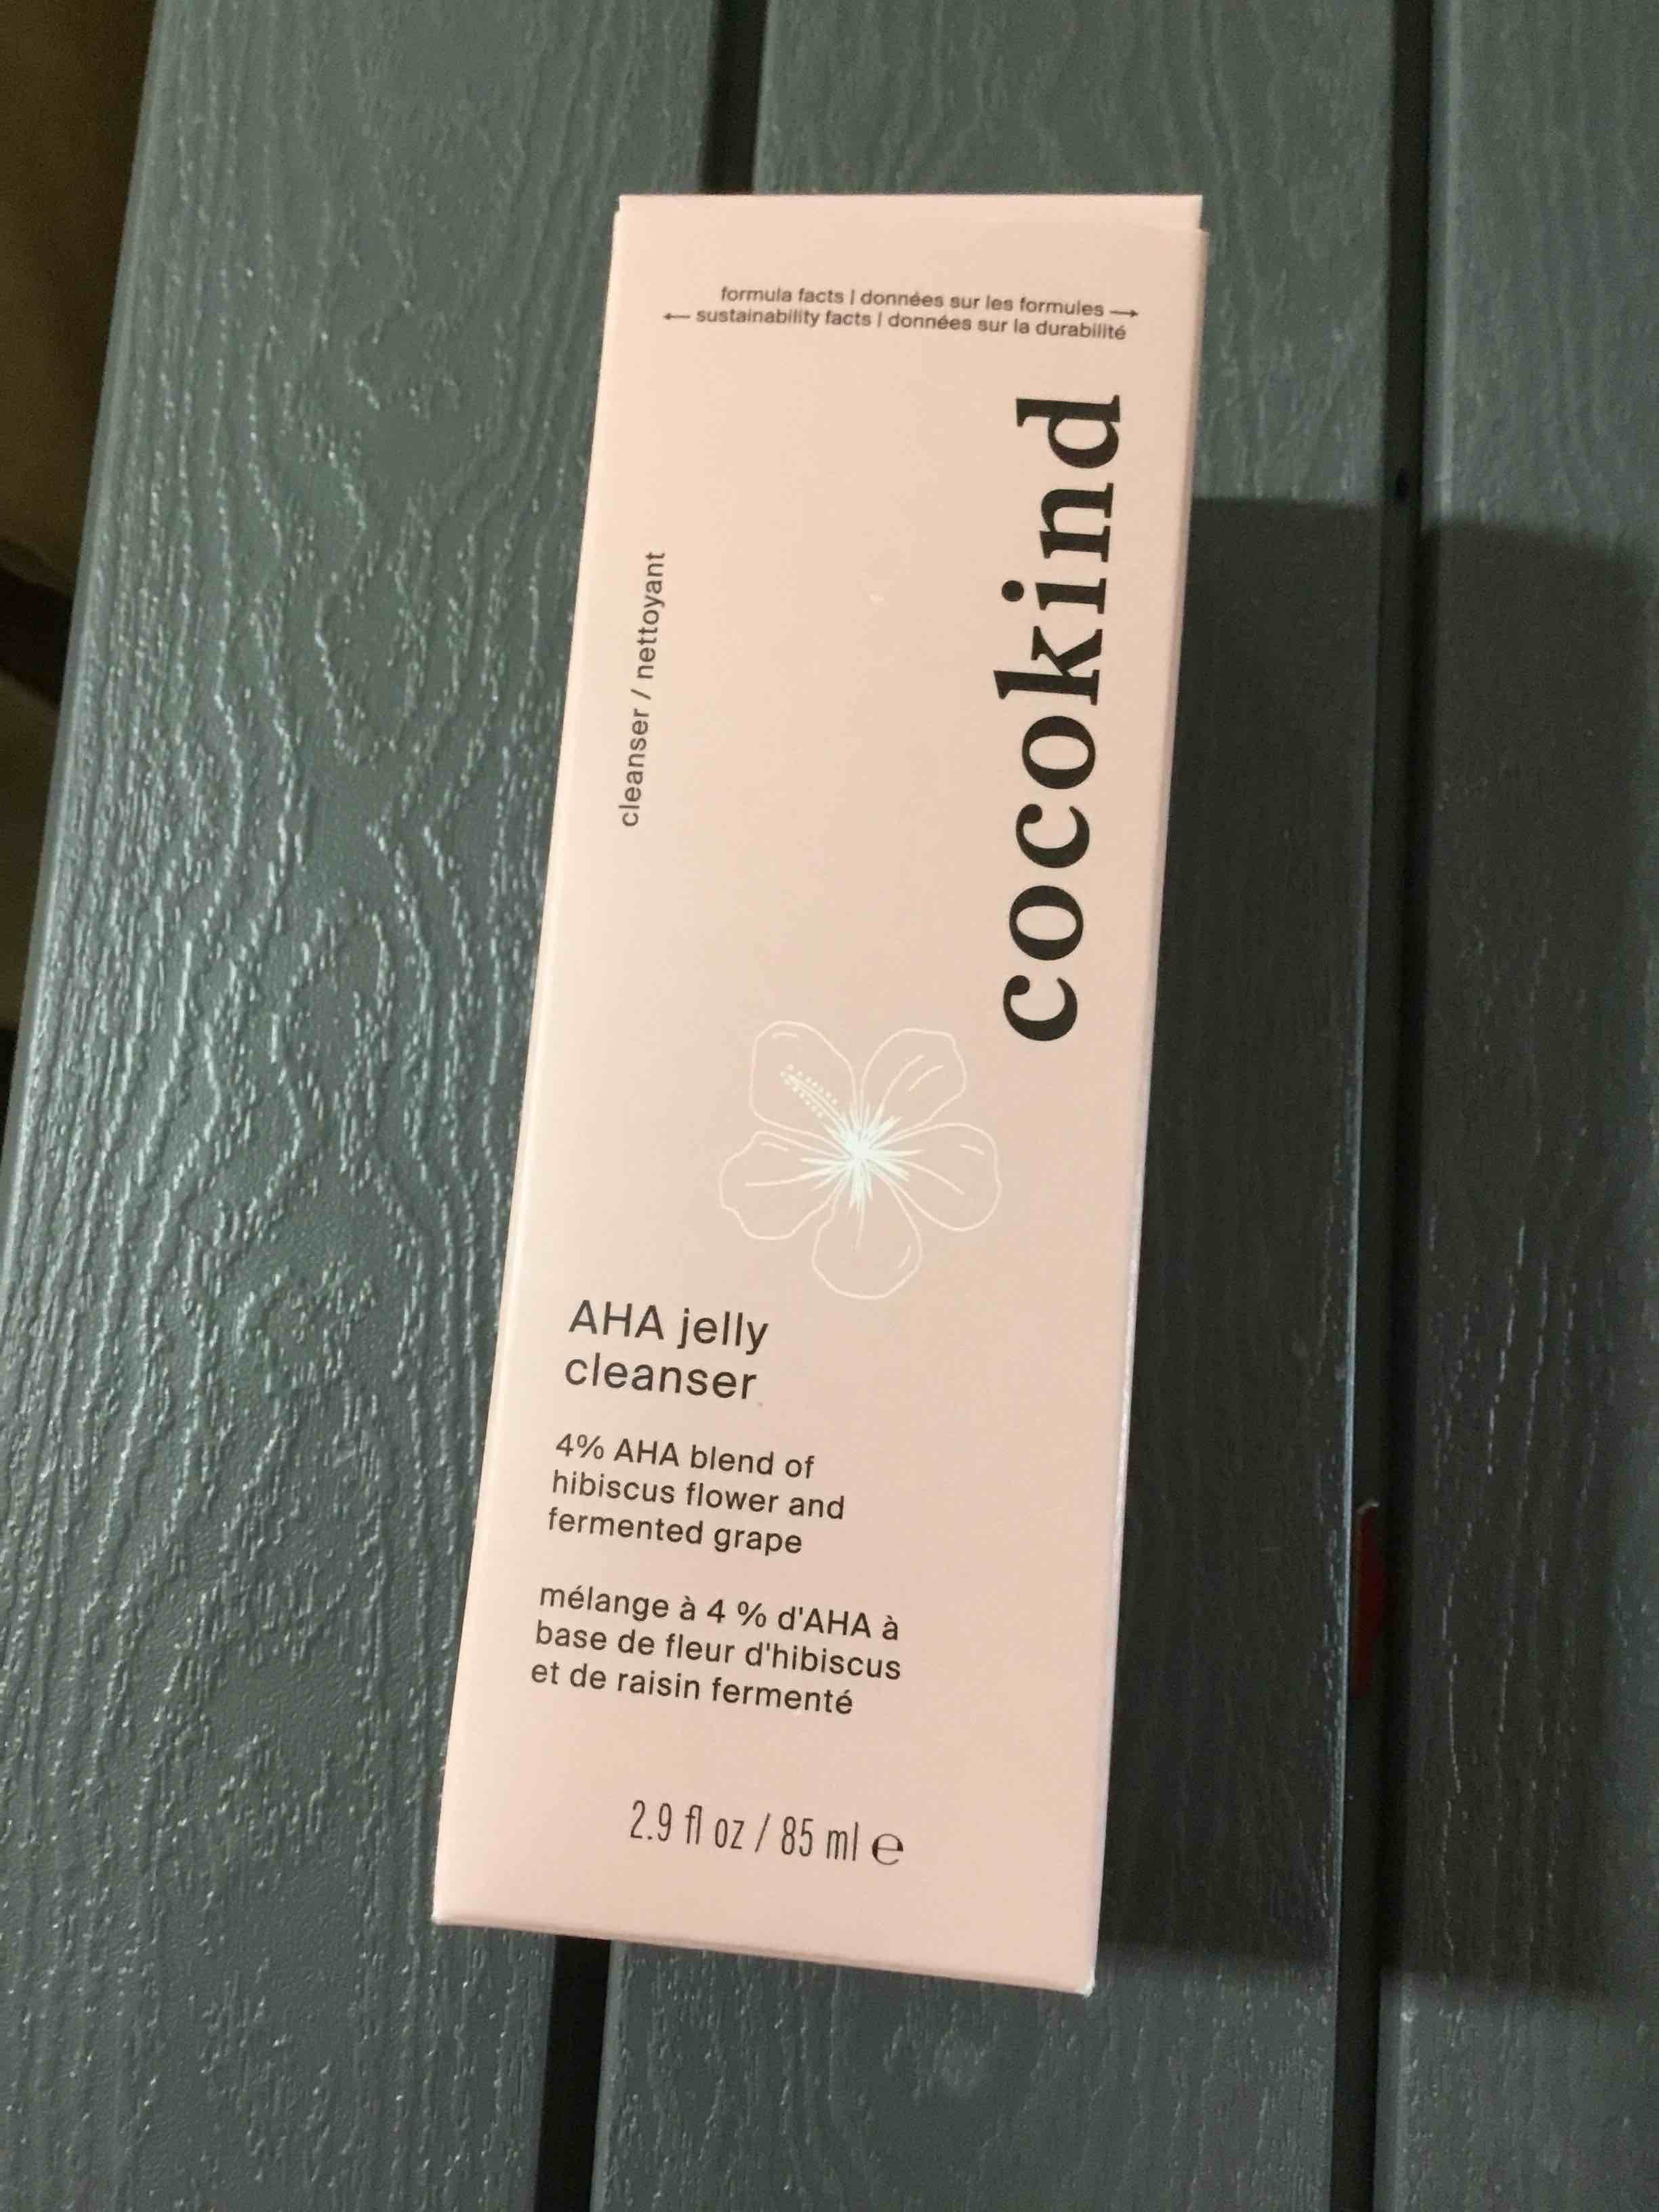 formula facts | données sur les formules →
← sustainability facts | données sur la durabilité
cocokind
cleanser / nettoyant
AHA jelly
cleanser
4% AHA blend of
hibiscus flower and
fermented grape
mélange à 4 % d'AHA à
base de fleur d'hibiscus
et de raisin fermenté
2.9 fl oz / 85 ml ℮